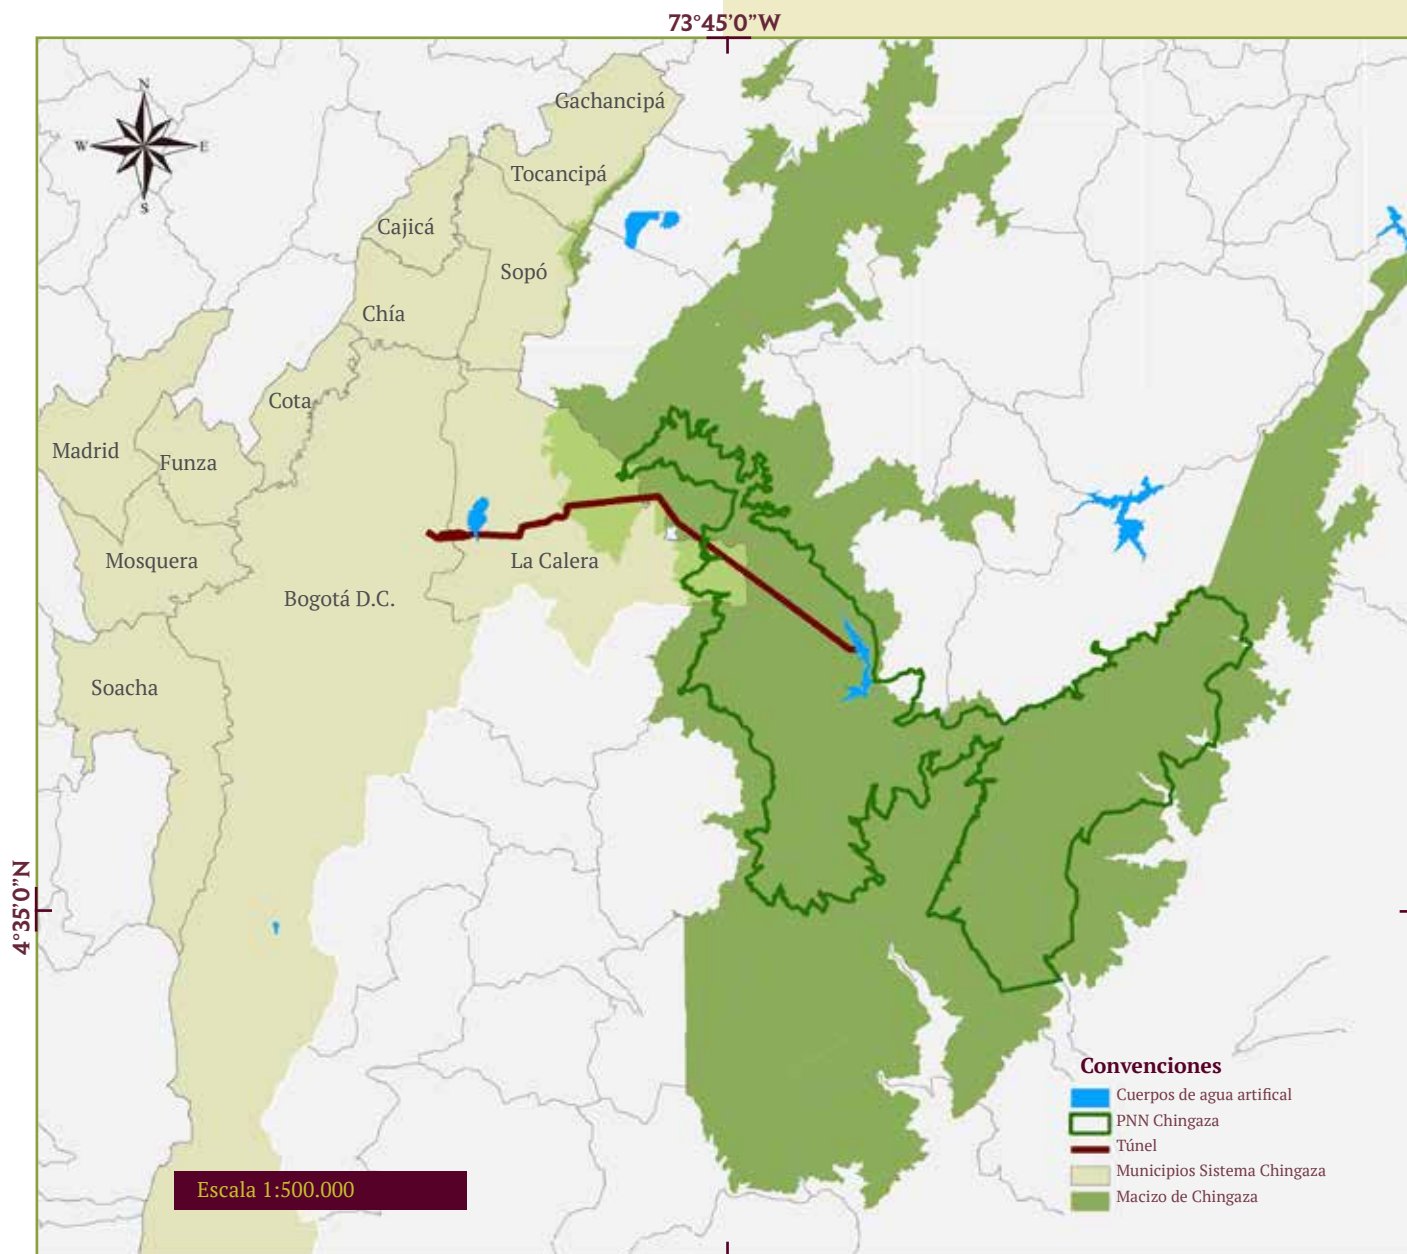 73°45'0"W
N
W
E
S
Gachancipá
Tocancipá
Cajicá
Sopó
Chía
Cota
Madrid
Funza
Mosquera
La Calera
Bogotá D.C.
Soacha
4°35'0"N
Convenciones
Cuerpos de agua artifical
PNN Chingaza
Túnel
Municipios Sistema Chingaza
Macizo de Chingaza
Escala 1:500.000